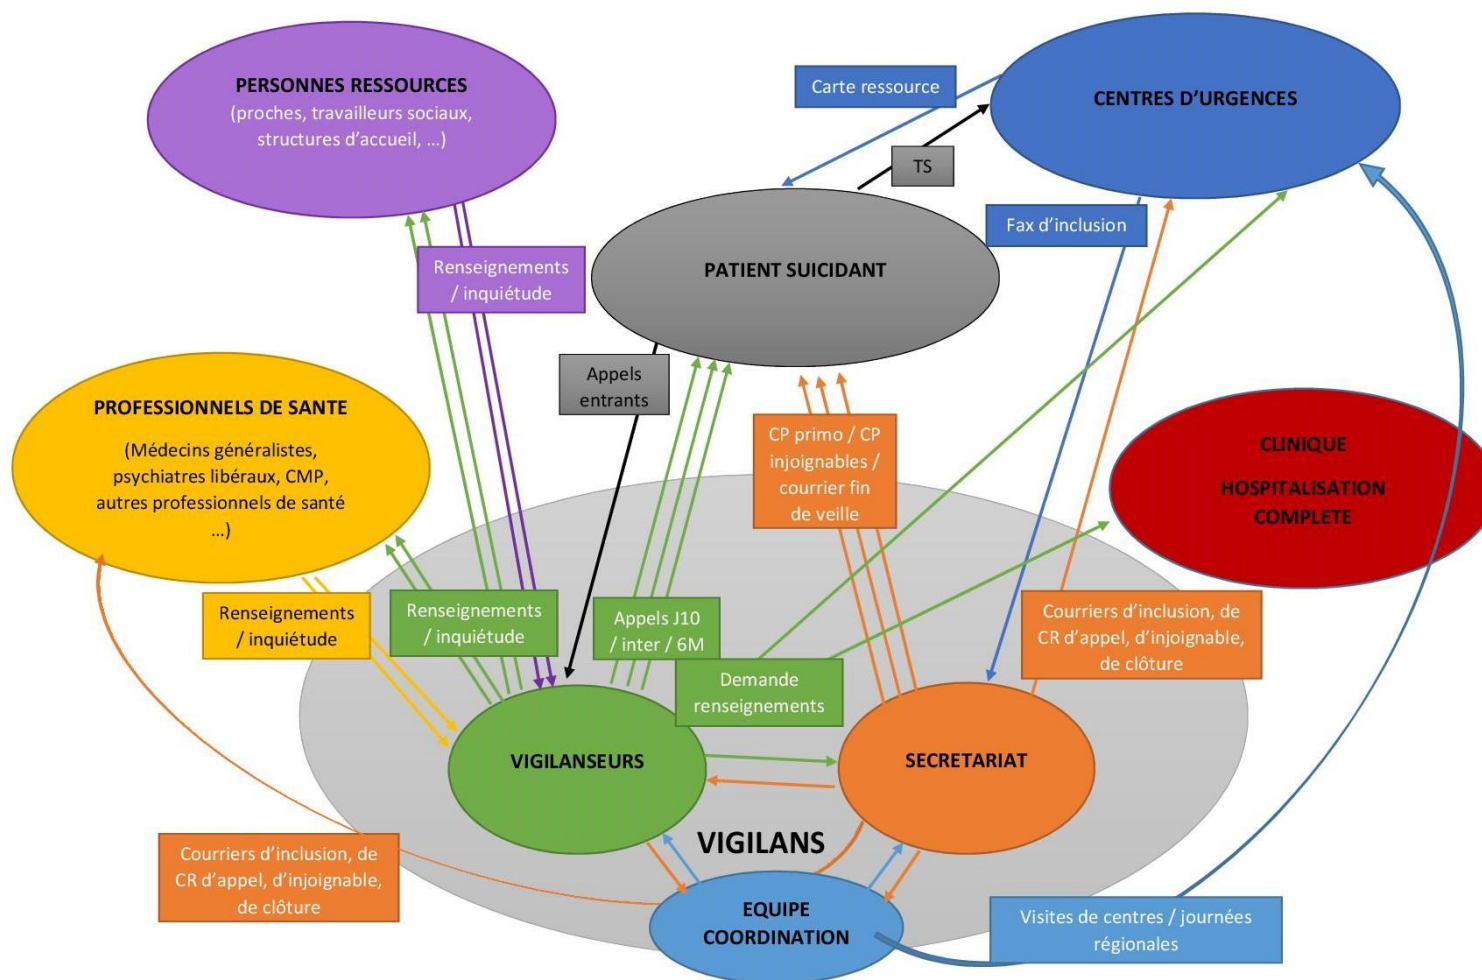 PERSONNES RESSOURCES
(proches, travailleurs sociaux,
structures d'accueil, ...)
Carte ressource
CENTRES D'URGENCES
TS
Fax d'inclusion
Renseignements
/ inquiétude
PATIENT SUICIDANT
Appels
entrants
PROFESSIONNELS DE SANTE
(Médecins généralistes,
psychiatres libéraux, CMP,
autres professionnels de santé
...)
CP primo / CP
injoignables /
courrier fin
de veille
CLINIQUE
HOSPITALISATION
COMPLETE
Renseignements
/ inquiétude
Renseignements
/ inquiétude
Appels J10
/ inter / 6M
Demande
renseignements
Courriers d'inclusion, de
CR d'appel, d'injoignable,
de clôture
VIGILANSEURS
SECRETARIAT
VIGILANS
Courriers d'inclusion, de
CR d'appel, d'injoignable,
de clôture
EQUIPE
COORDINATION
Visites de centres / journées
régionales